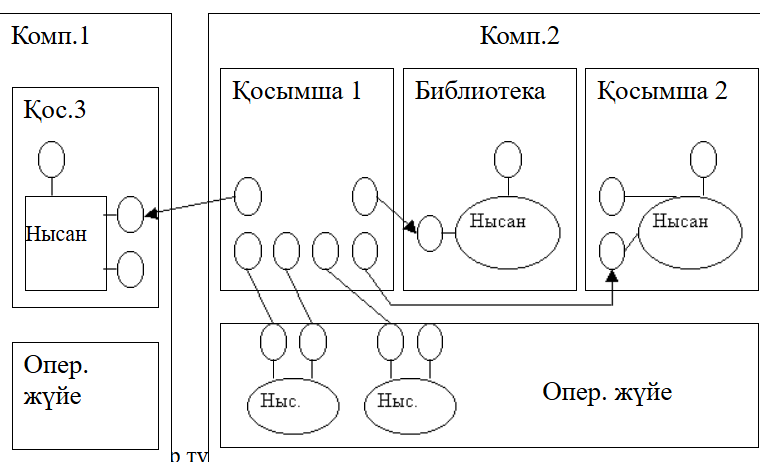 Комп.1
Комп.2
Қос.3
Қосымша 1
Библиотека
Қосымша 2
Нысан
Нысан
Нысан
Опер.
жүйе
Ныс.
Ныс.
Опер. жүйе